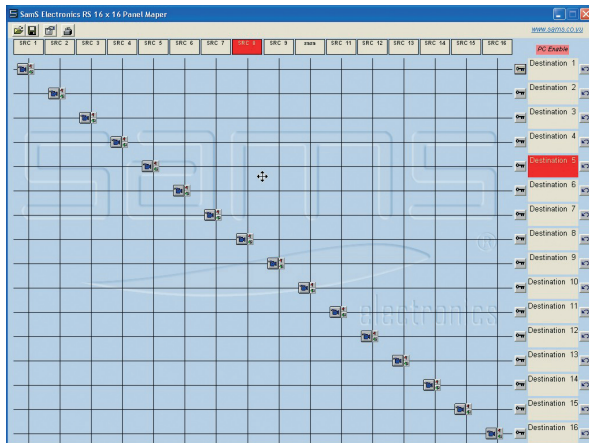 SamS Electronics RS 16 x 16 Panel Maper
www.sams.co.yu
SRC 1 SRC 2 SRC 3 SRC 4 SRC 5 SRC 6 SRC 7 SRC 8 SRC 9 sams SRC 11 SRC 12 SRC 13 SRC 14 SRC 15 SRC 16
PC Enable
Destination 1
Destination 2
Destination 3
Destination 4
Destination 5
Destination 6
Destination 7
Destination 8
Destination 9
Destination 10
Destination 11
Destination 12
Destination 13
Destination 14
Destination 15
Destination 16
sams
®
electronics